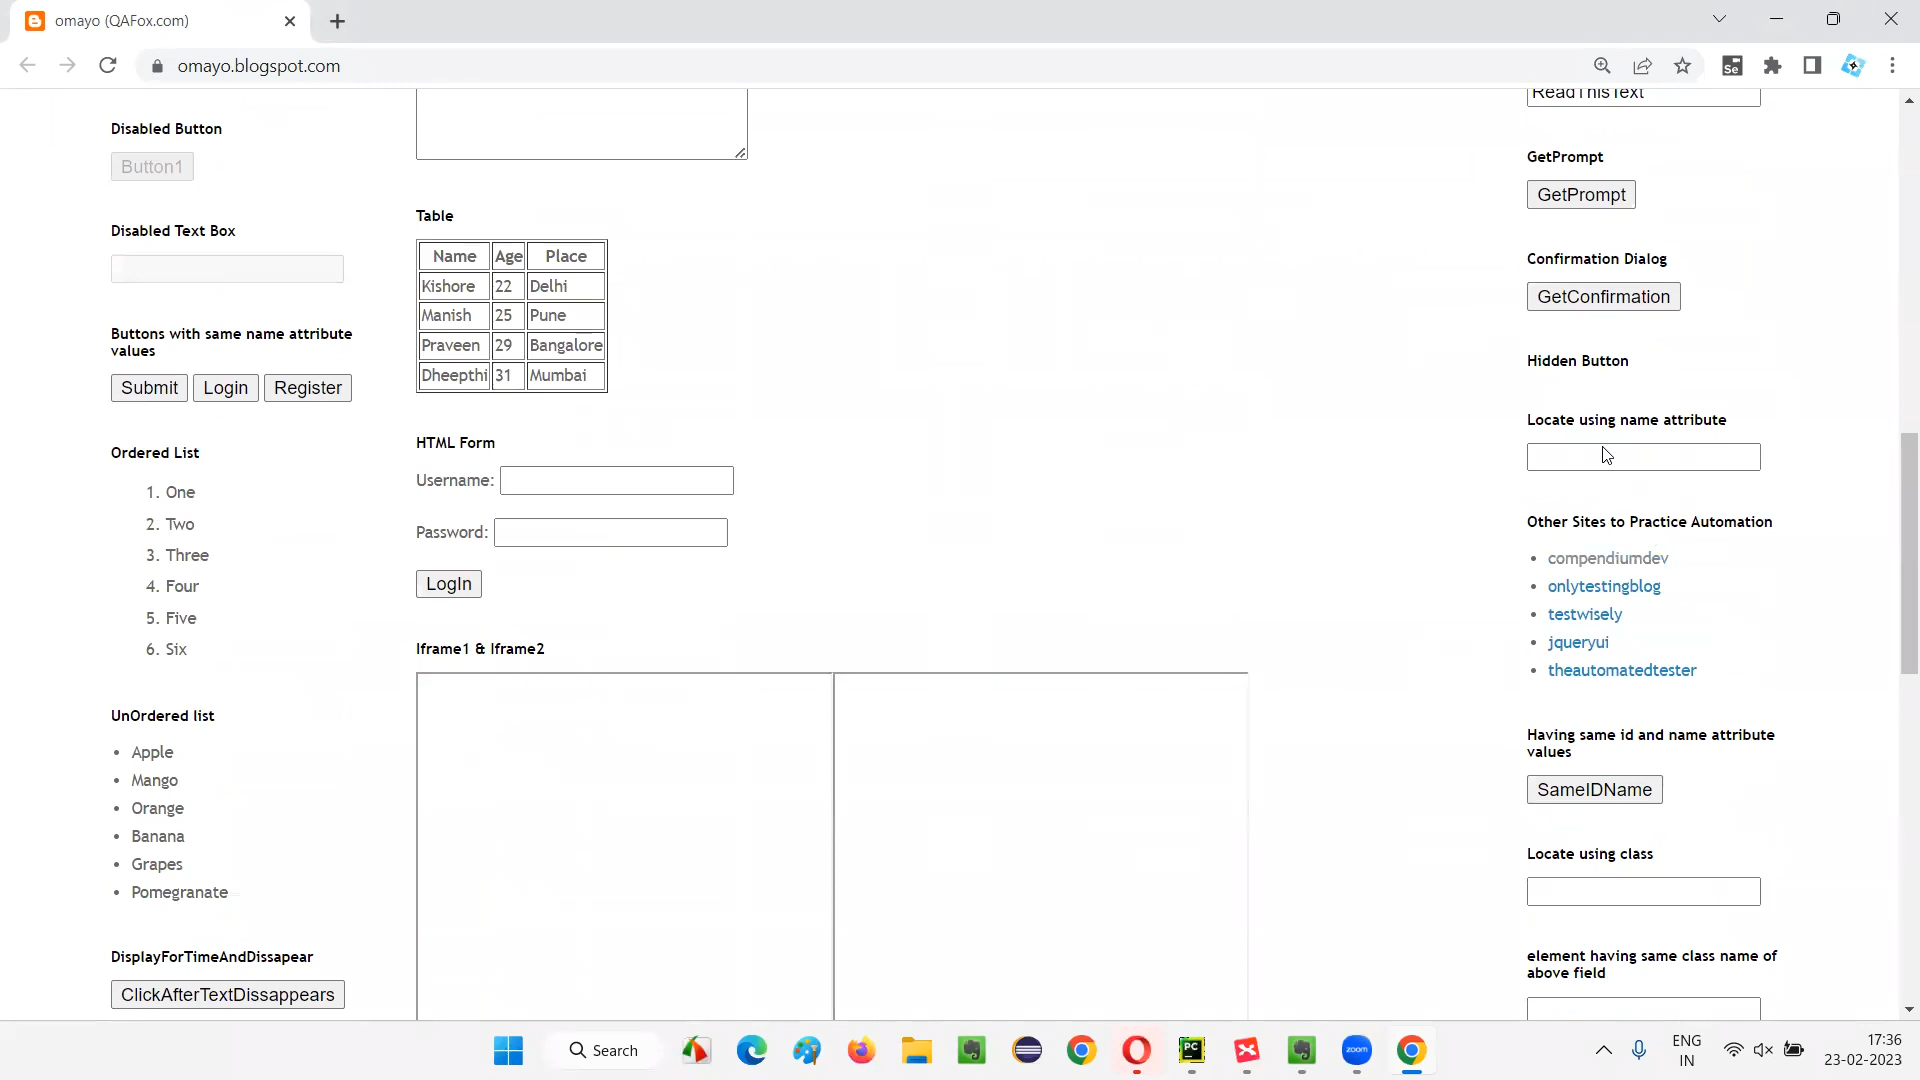 omayo (QAFox.com)
omayo.blogspot.com
Se
Disabled Button
Button1
Disabled Text Box
Buttons with same name attribute
values
Submit Login Register
Ordered List
1. One
2. Two
3. Three
4. Four
5. Five
6. Six
UnOrdered list
Apple
Mango
Orange
Banana
Grapes
Pomegranate
DisplayForTimeAndDissapear
ClickAfterTextDissappears
Table
Name Age Place
Kishore 22 Delhi
Manish 25 Pune
Praveen 29 Bangalore
Dheepthi 31 Mumbai
HTML Form
Username:
Password:
LogIn
Iframe1 & Iframe2
ReadThisText
GetPrompt
GetPrompt
Confirmation Dialog
GetConfirmation
Hidden Button
Locate using name attribute
Other Sites to Practice Automation
compendiumdev
onlytestingblog
testwisely
jqueryui
theautomatedtester
Having same id and name attribute
values
SameIDName
Locate using class
element having same class name of
above field
Search
PC
zoom
ENG
IN
17:36
23-02-2023